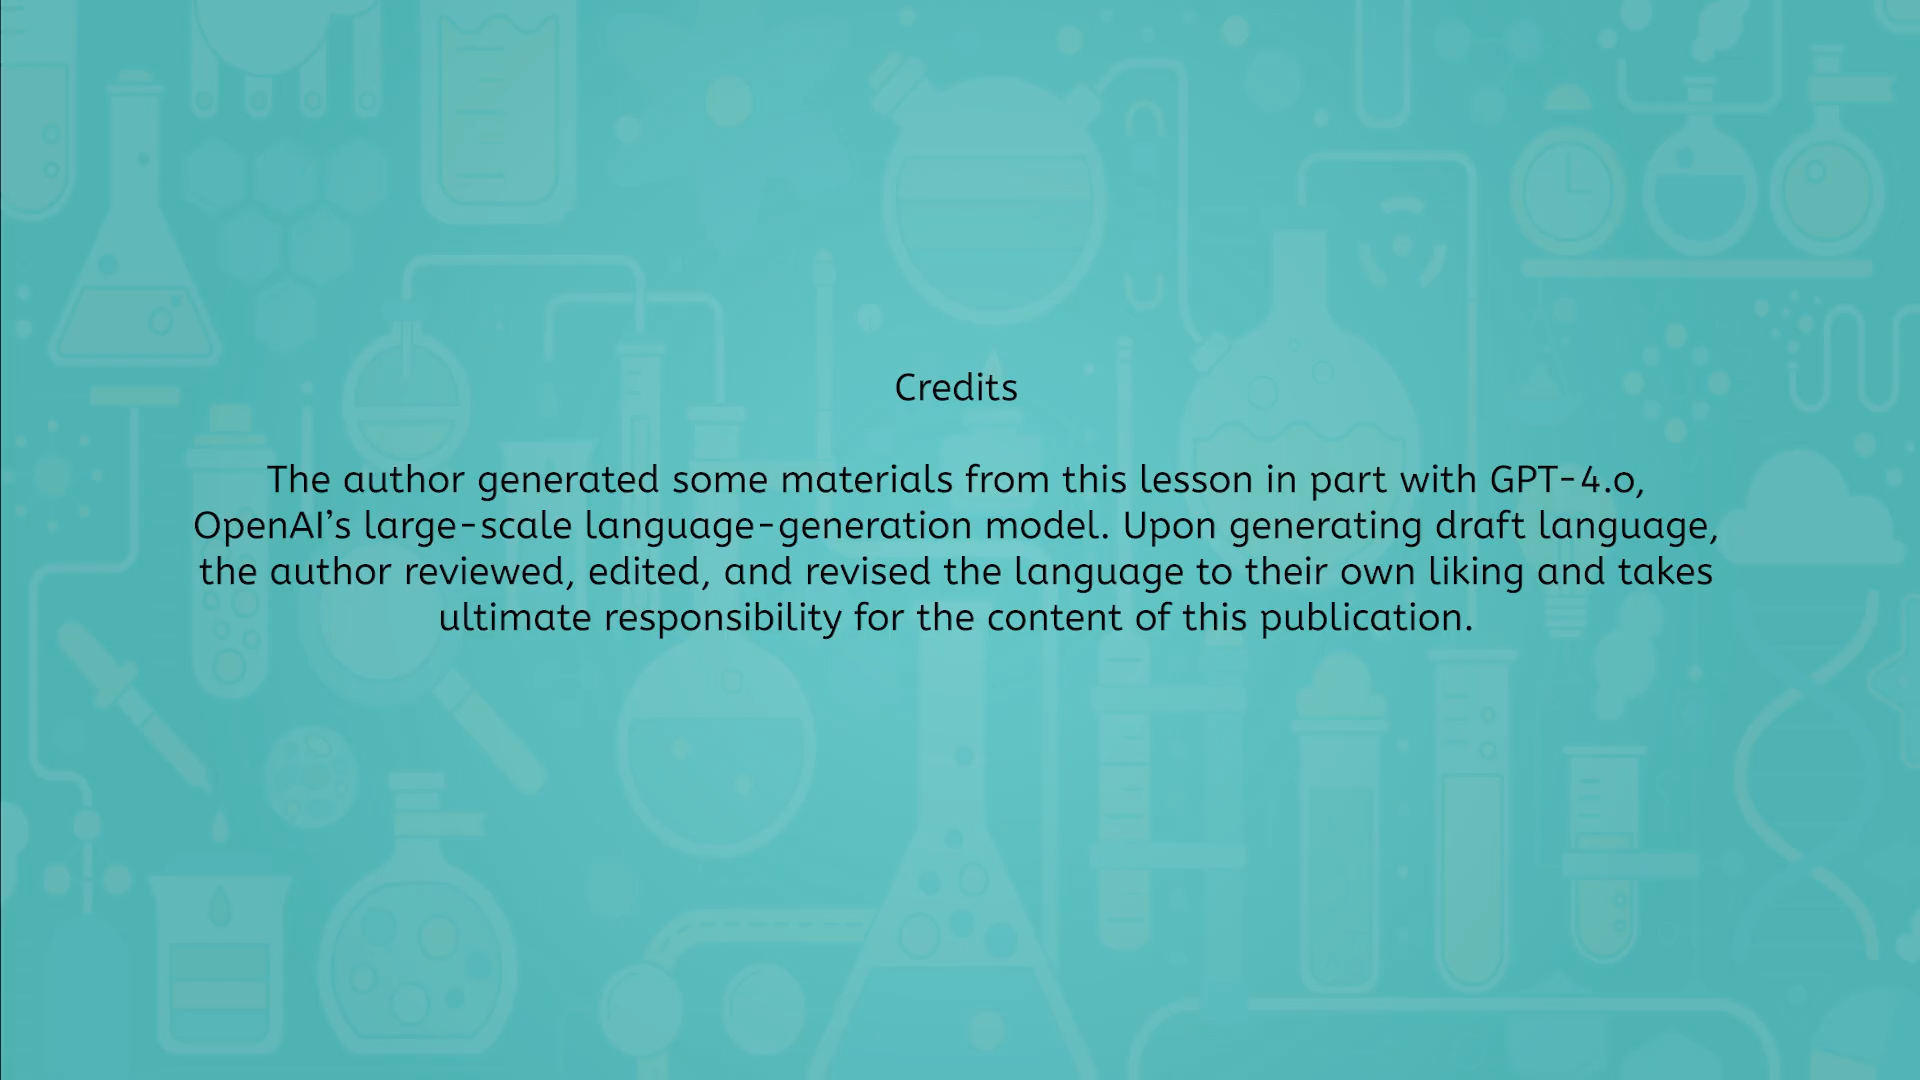 Credits
The author generated some materials from this lesson in part with GPT-4.o,
OpenAI’s large-scale language-generation model. Upon generating draft language,
the author reviewed, edited, and revised the language to their own liking and takes
ultimate responsibility for the content of this publication.